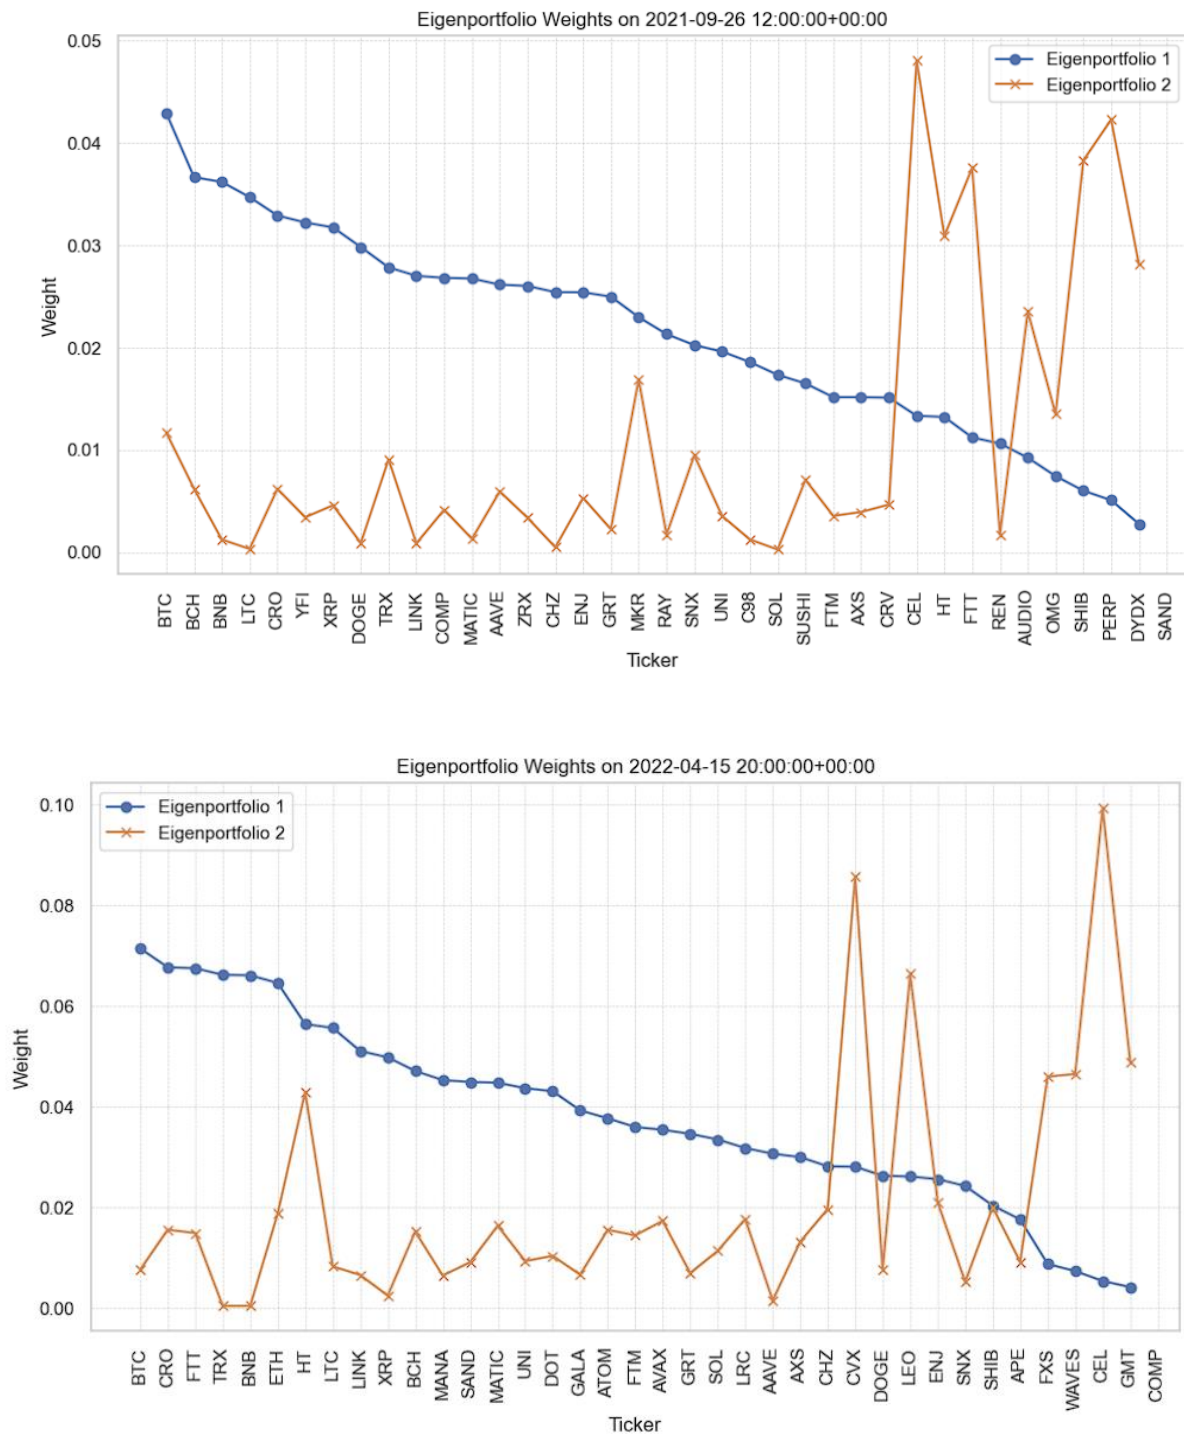 Eigenportfolio Weights on 2021-09-26 12:00:00+00:00
Eigenportfolio 1
Eigenportfolio 2
0.05
0.04
0.03
0.02
0.01
0.00
Weight
BTC BCH BNB LTC CRO YFI XRP DOGE TRX LINK COMP MATIC AAVE ZRX CHZ ENJ GRT MKR RAY SNX UNI C98 SOL SUSHI FTM AXS CRV CEL HT FTT REN AUDIO OMG SHIB PERP DYDX SAND
Ticker
Eigenportfolio Weights on 2022-04-15 20:00:00+00:00
Eigenportfolio 1
Eigenportfolio 2
0.10
0.08
0.06
0.04
0.02
0.00
Weight
BTC CRO FTT TRX BNB ETH HT LTC LINK XRP BCH MANA SAND MATIC UNI DOT GALA ATOM FTM AVAX GRT SOL LRC AAVE AXS CHZ CVX DOGE LEO ENJ SNX SHIB APE FXS WAVES CEL GMT COMP
Ticker